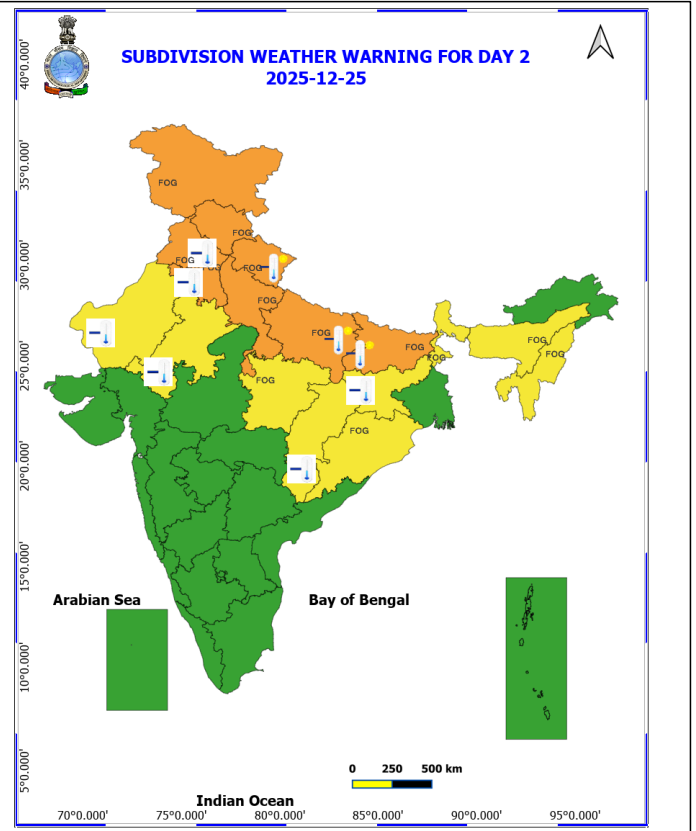 SUBDIVISION WEATHER WARNING FOR DAY 2
2025-12-25
40°0.000'
35°0.000'
30°0.000'
25°0.000'
20°0.000'
15°0.000'
10°0.000'
5°0.000'
FOG
FOG
FOG
FOG
FOG
FOG
FOG
FOG
FOG
FOG
FOG
FOG
Arabian Sea
Bay of Bengal
0 250 500 km
Indian Ocean
70°0.000' 75°0.000' 80°0.000' 85°0.000' 90°0.000' 95°0.000'